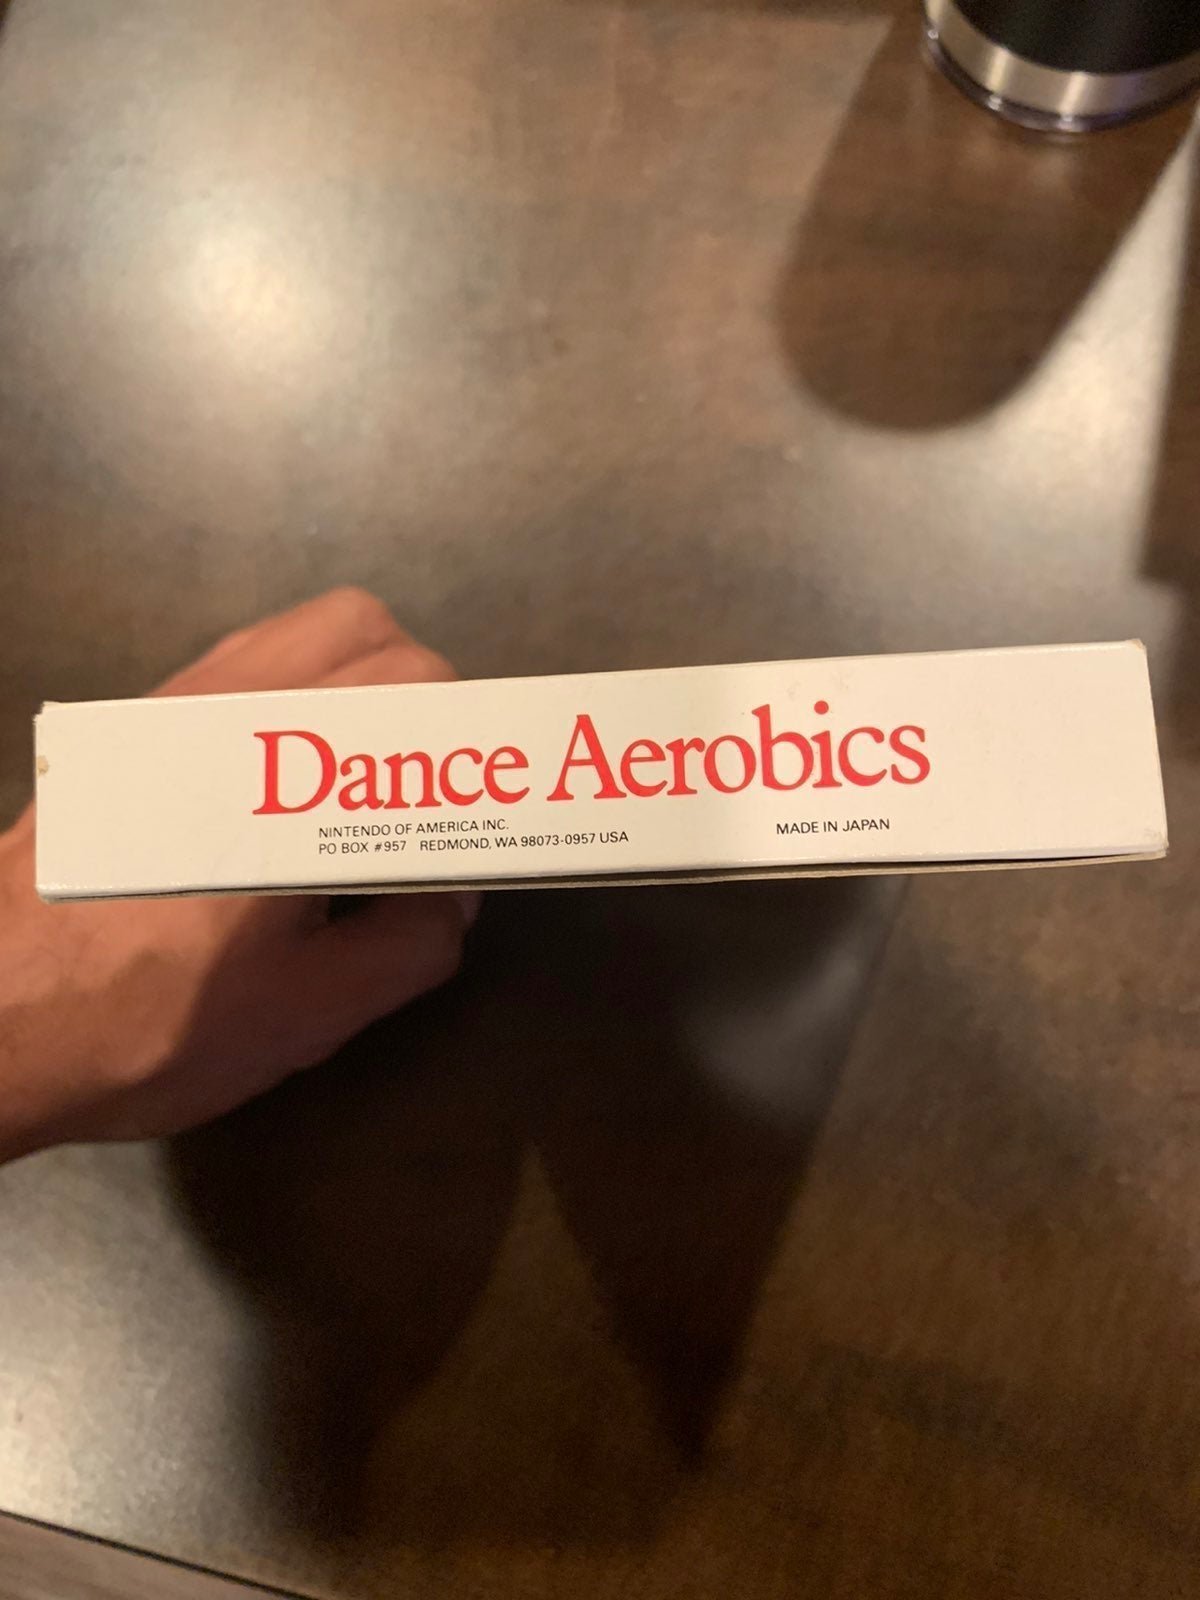 Dance Aerobics
NINTENDO OF AMERICA INC.
PO BOX #957 REDMOND, WA 98073-0957 USA
MADE IN JAPAN